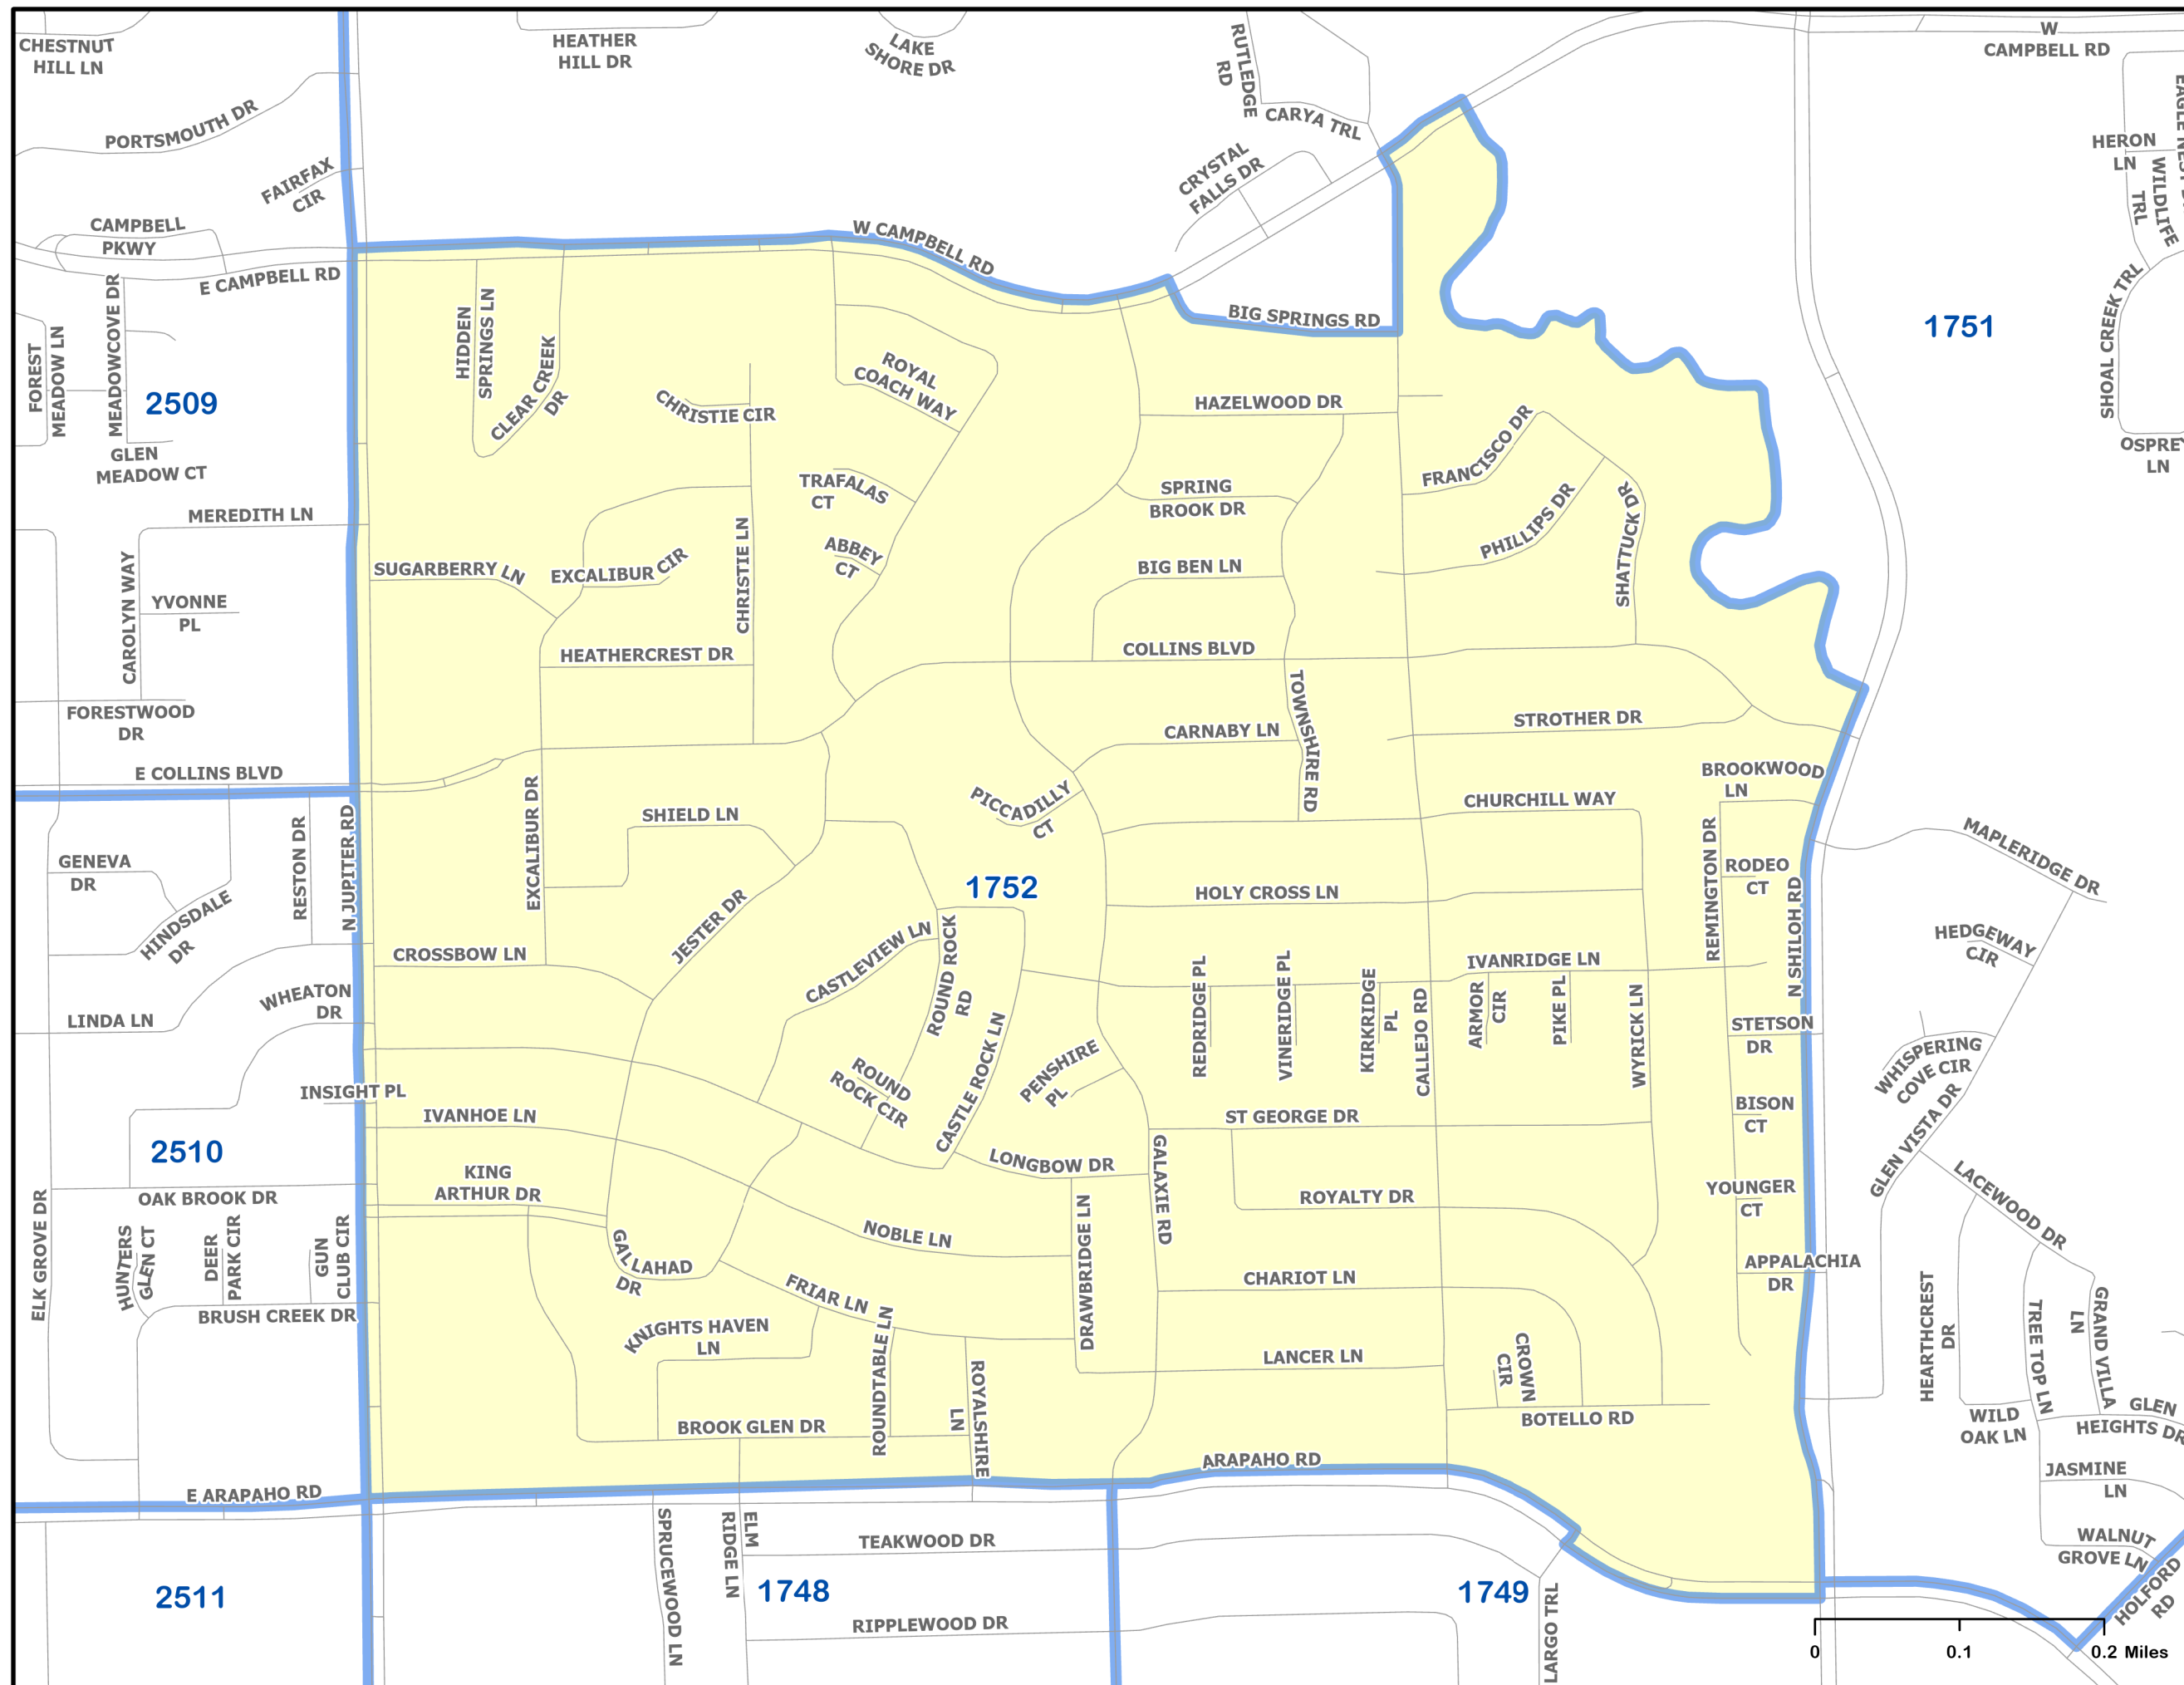 CHESTNUT
HILL LN
HEATHER
HILL DR
LAKE
SHORE DR
RUTLEDGE
RD
W
CAMPBELL RD
PORTSMOUTH DR
CARYA TRL
HERON
LN
WILDLIFE
TRL
FAIRFAX
CIR
CRYSTAL
FALLS DR
CAMPBELL
PKWY
E CAMPBELL RD
W CAMPBELL RD
BIG SPRINGS RD
1751
SHOAL CREEK TRL
OSPREY
LN
FOREST
MEADOW LN
MEADOWCOVE DR
2509
HIDDEN
SPRINGS LN
CLEAR CREEK
DR
CHRISTIE CIR
ROYAL
COACH WAY
HAZELWOOD DR
FRANCISCO DR
GLEN
MEADOW CT
TRAFALAS
CT
SPRING
BROOK DR
PHILLIPS DR
SHATTUCK DR
MEREDITH LN
CAROLYN WAY
YVONNE
PL
SUGARBERRY LN
EXCALIBUR CIR
CHRISTIE LN
ABBEY
CT
BIG BEN LN
HEATHERCREST DR
COLLINS BLVD
FORESTWOOD
DR
TOWNSHIRE RD
CARNABY LN
STROTHER DR
E COLLINS BLVD
BROOKWOOD
LN
PICCADILLY
CT
CHURCHILL WAY
SHIELD LN
EXCALIBUR DR
N JUPITER RD
RESTON DR
GENEVA
DR
HINDSDALE
DR
1752
HOLY CROSS LN
REMINGTON DR
RODEO
CT
N SHILOH RD
MAPLERIDGE DR
HEDGEWAY
CIR
JESTER DR
CROSSBOW LN
CASTLEVIEW LN
ROUND ROCK
RD
IVANRIDGE LN
REDRIDGE PL
VINERIDGE PL
KIRKRIDGE
PL
CALLEJO RD
ARMOR
CIR
PIKE PL
WYRICK LN
STETSON
DR
WHEATON
DR
LINDA LN
WHISPERING
COVE CIR
GLEN VISTA DR
INSIGHT PL
IVANHOE LN
ROUND
ROCK CIR
CASTLE ROCK LN
PENSHIRE
PL
ST GEORGE DR
BISON
CT
2510
LONGBOW DR
GALAXIE RD
KING
ARTHUR DR
ROYALTY DR
YOUNGER
CT
LACEWOOD DR
OAK BROOK DR
ELK GROVE DR
HUNTERS
GLEN CT
DEER
PARK CIR
GUN
CLUB CIR
BRUSH CREEK DR
GALLAHAD
DR
NOBLE LN
DRAWBRIDGE LN
CHARIOT LN
APPALACHIA
DR
HEARTHCREST
DR
TREE TOP LN
GRAND VILLA
LN
FRIAR LN
KNIGHTS HAVEN
LN
ROUNDTABLE LN
ROYALSHIRE
LN
LANCER LN
CROWN
CIR
BROOK GLEN DR
BOTELLO RD
WILD
OAK LN
GLEN
HEIGHTS DR
ARAPAHO RD
E ARAPAHO RD
JASMINE
LN
SPRUCEWOOD LN
ELM
RIDGE LN
TEAKWOOD DR
WALNUT
GROVE LN
HOLFORD
RD
2511
1748
1749
LARGO TRL
RIPPLEWOOD DR
0
0.1
0.2 Miles